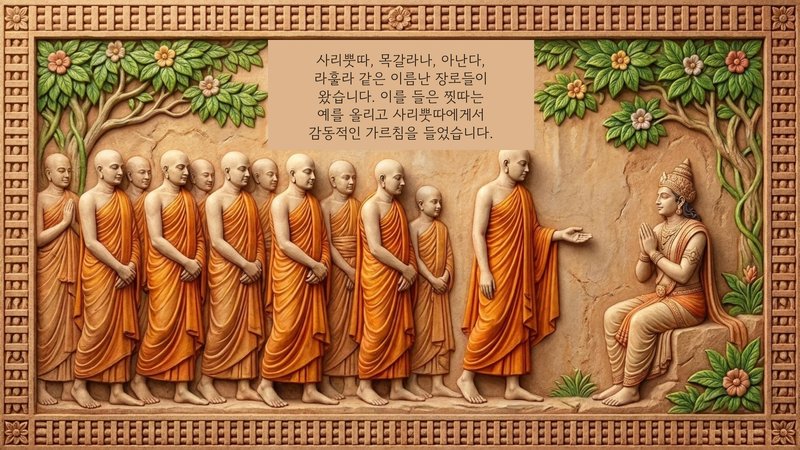 사리뿟따, 목갈라나, 아난다,
라훌라 같은 이름난 장로들이
왔습니다. 이를 들은 찟따는
예를 올리고 사리뿟따에게서
감동적인 가르침을 들었습니다.